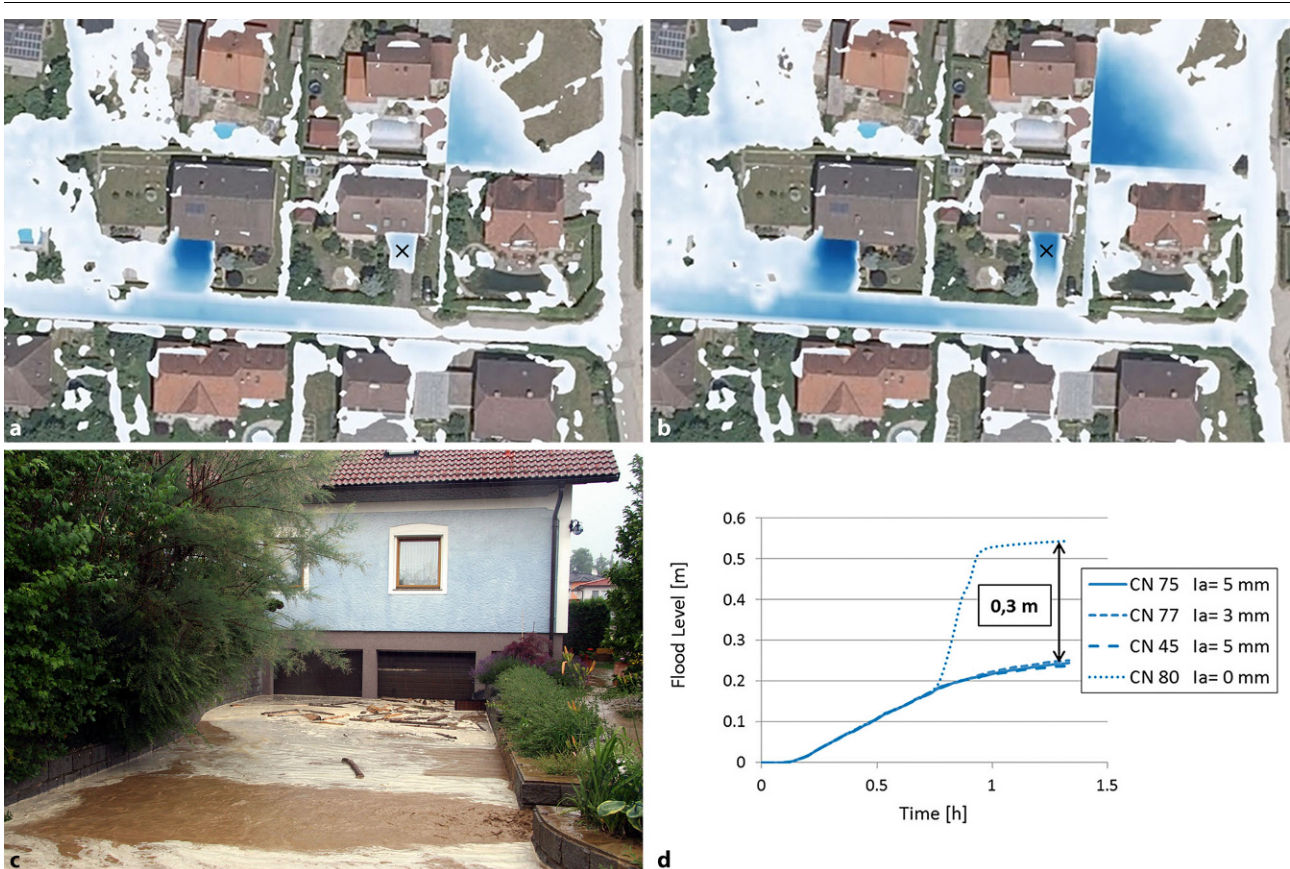 a
b
c
0.6
0.5
0.4
0.3
0.2
0.1
0
Flood Level [m]
0
0.5
1
1.5
Time [h]
0,3 m
CN 75 Ia= 5 mm
CN 77 Ia= 3 mm
CN 45 Ia= 5 mm
CN 80 Ia= 0 mm
d